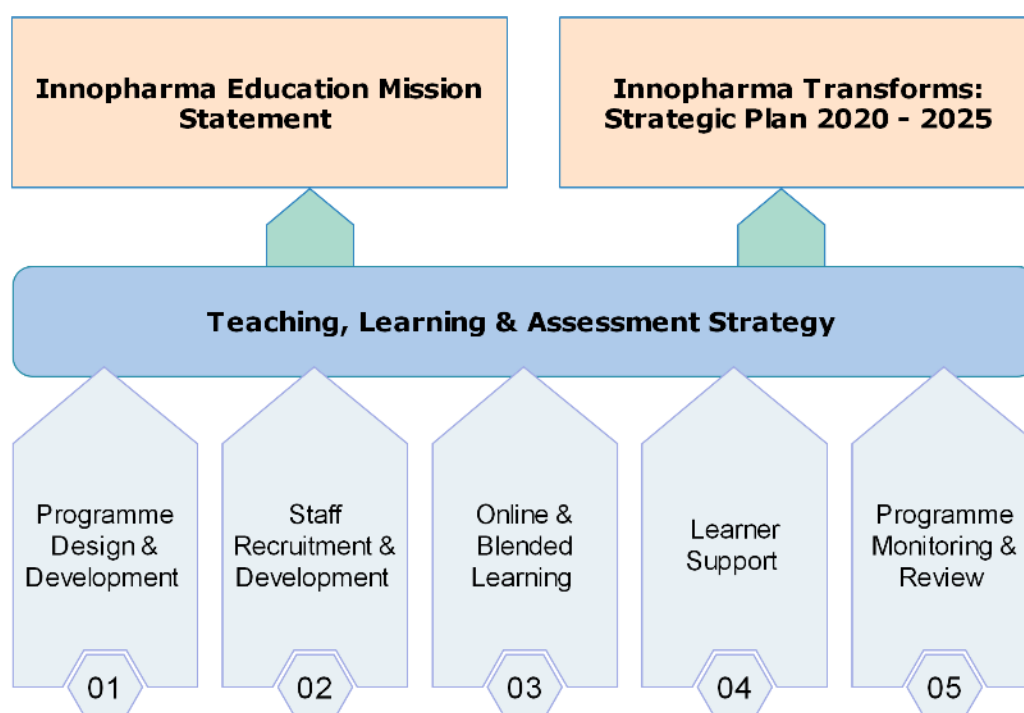 Innopharma Education Mission
Statement
Innopharma Transforms:
Strategic Plan 2020 - 2025
Teaching, Learning & Assessment Strategy
Programme
Design &
Development
Staff
Recruitment &
Development
Online &
Blended
Learning
Learner
Support
Programme
Monitoring &
Review
01
02
03
04
05